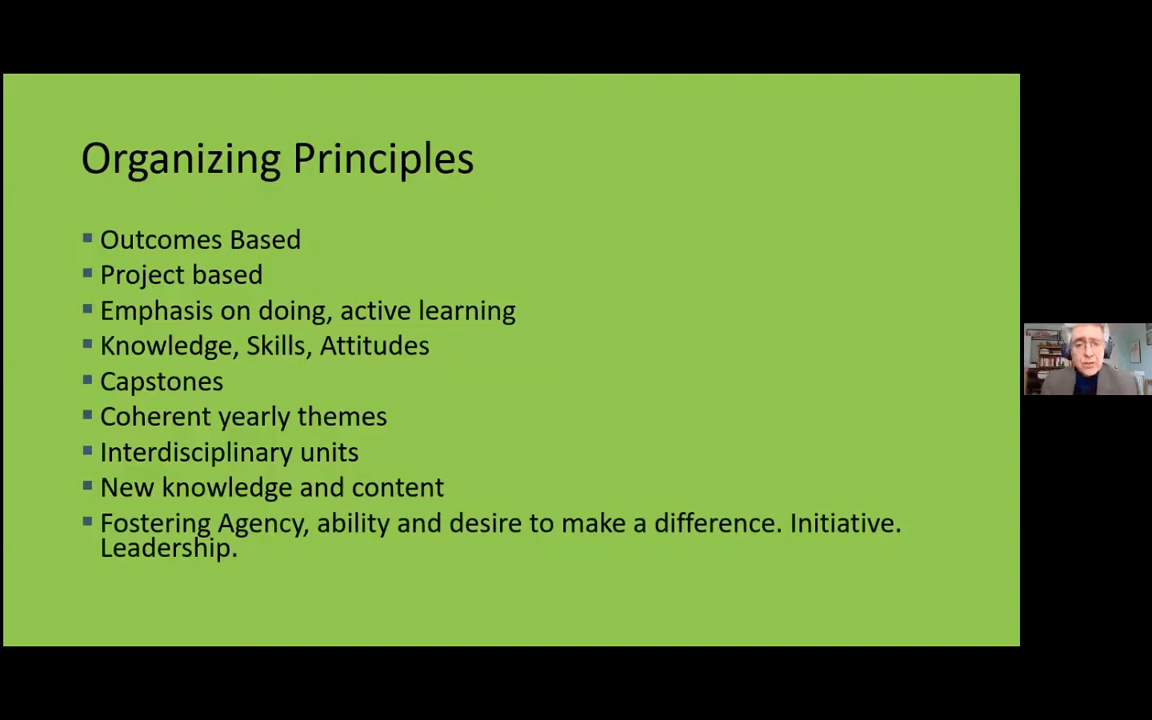 Organizing Principles
▪ Outcomes Based
▪ Project based
▪ Emphasis on doing, active learning
▪ Knowledge, Skills, Attitudes
▪ Capstones
▪ Coherent yearly themes
▪ Interdisciplinary units
▪ New knowledge and content
▪ Fostering Agency, ability and desire to make a difference. Initiative.
Leadership.